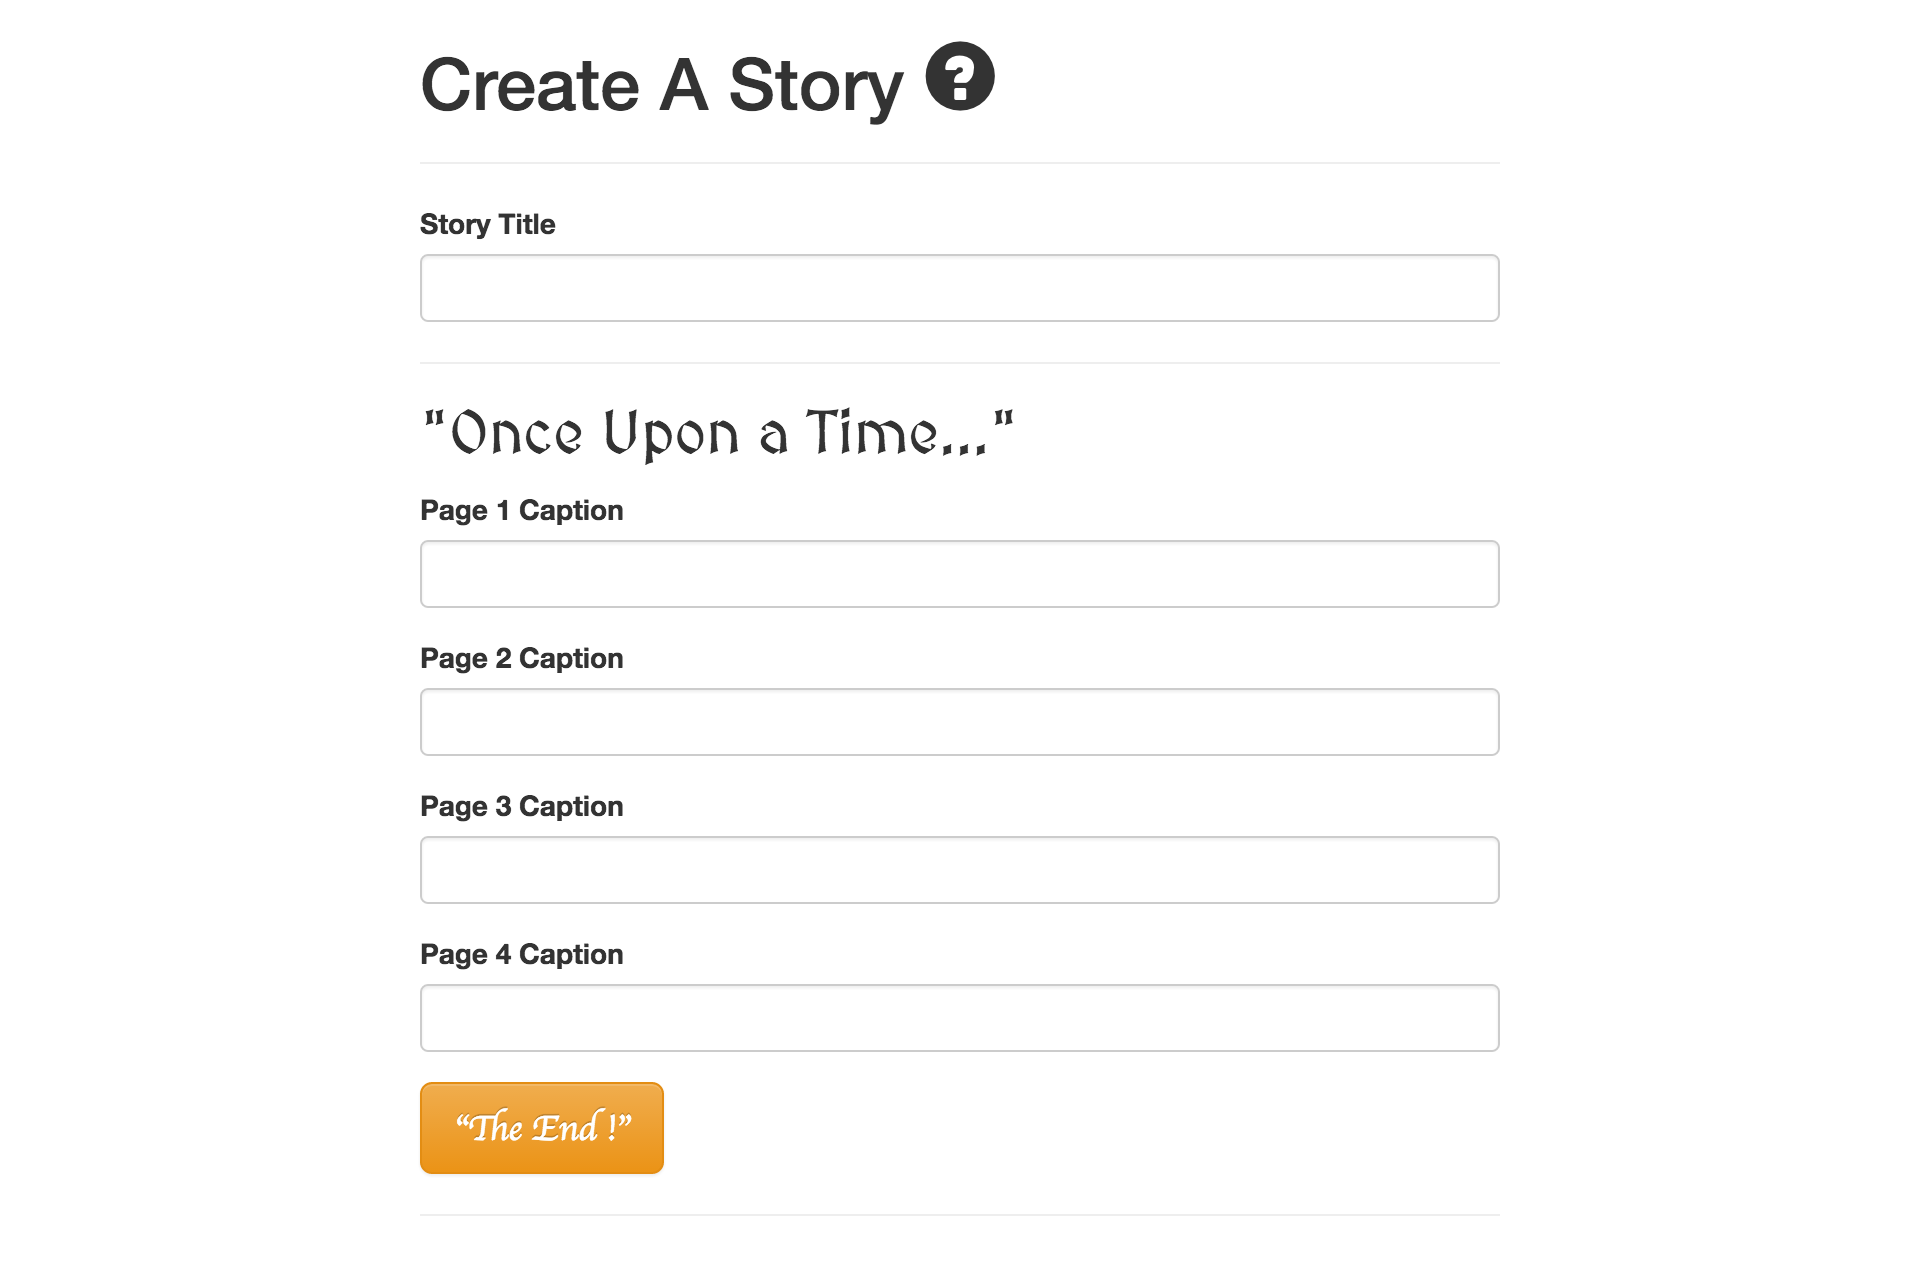 Create A Story ?
Story Title
"Once Upon a Time..."
Page 1 Caption
Page 2 Caption
Page 3 Caption
Page 4 Caption
“The End !”